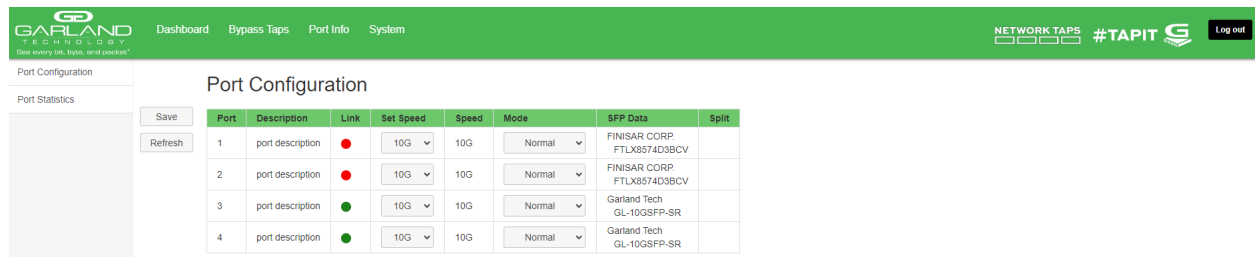 GARLAND
TECHNOLOGY
See every bit, byte, and packet®
Dashboard Bypass Taps Port Info System
NETWORK TAPS
#TAPIT
Log out
Port Configuration
Port Statistics
Port Configuration
Save
Refresh
Port Description Link Set Speed Speed Mode SFP Data Split
1 port description 10G 10G Normal FINISAR CORP.
FTLX8574D3BCV
2 port description 10G 10G Normal FINISAR CORP.
FTLX8574D3BCV
3 port description 10G 10G Normal Garland Tech
GL-10GSFP-SR
4 port description 10G 10G Normal Garland Tech
GL-10GSFP-SR